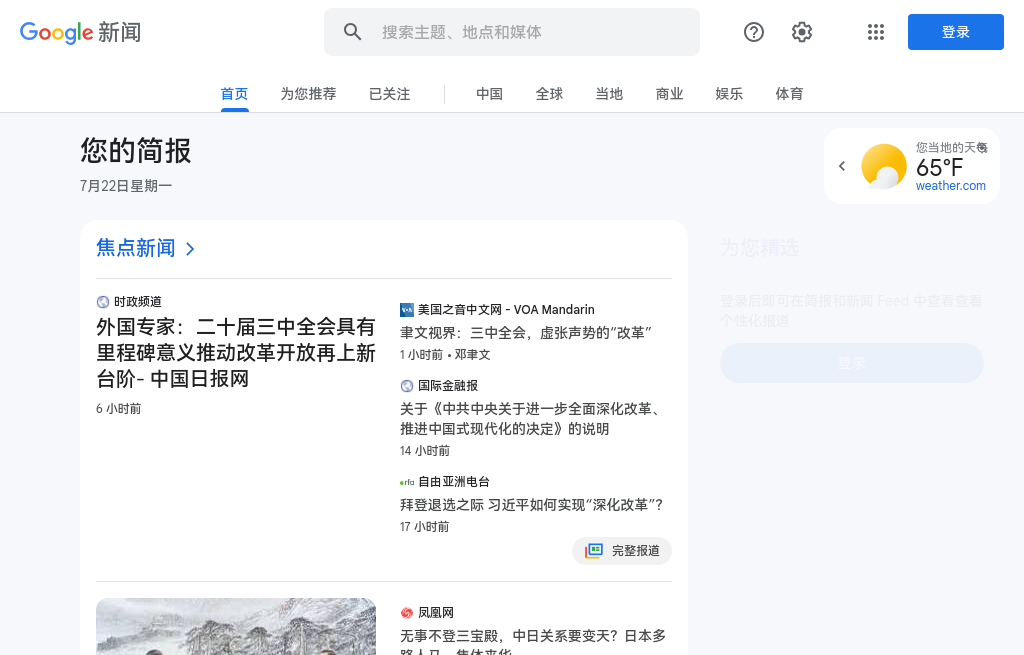 Google 新闻
搜索主题、地点和媒体
登录
首页
为您推荐
已关注
中国
全球
当地
商业
娱乐
体育
您的简报
7月22日星期一
您当地的天气
65°F
weather.com
焦点新闻
时政频道
外国专家：二十届三中全会具有
里程碑意义推动改革开放再上新
台阶- 中国日报网
6 小时前
美国之音中文网 - VOA Mandarin
聿文视界：三中全会，虚张声势的“改革”
1 小时前 • 邓聿文
国际金融报
关于《中共中央关于进一步全面深化改革、
推进中国式现代化的决定》的说明
14 小时前
自由亚洲电台
拜登退选之际 习近平如何实现“深化改革”？
17 小时前
完整报道
凤凰网
无事不登三宝殿，中日关系要变天？日本多
路人马，集体来华
为您精选
登录后即可在简报和新闻 Feed 中查看查看
个性化报道
登录